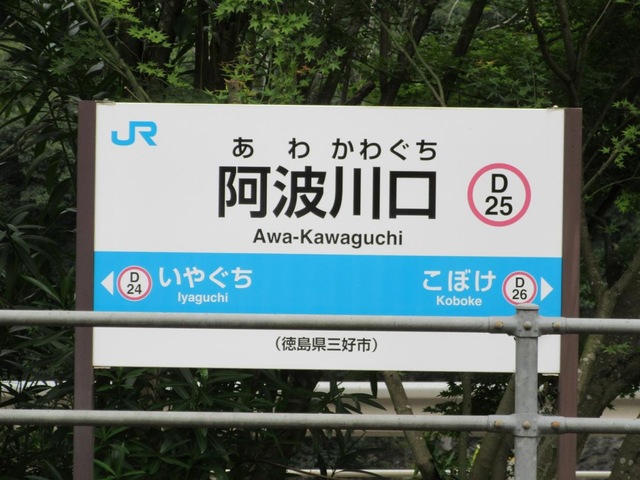 JR
あわかわぐち
阿波川口
D
25
Awa-Kawaguchi
D
24
いやぐち
Iyaguchi
こぼけ
Koboke
D
26
(徳島県三好市)